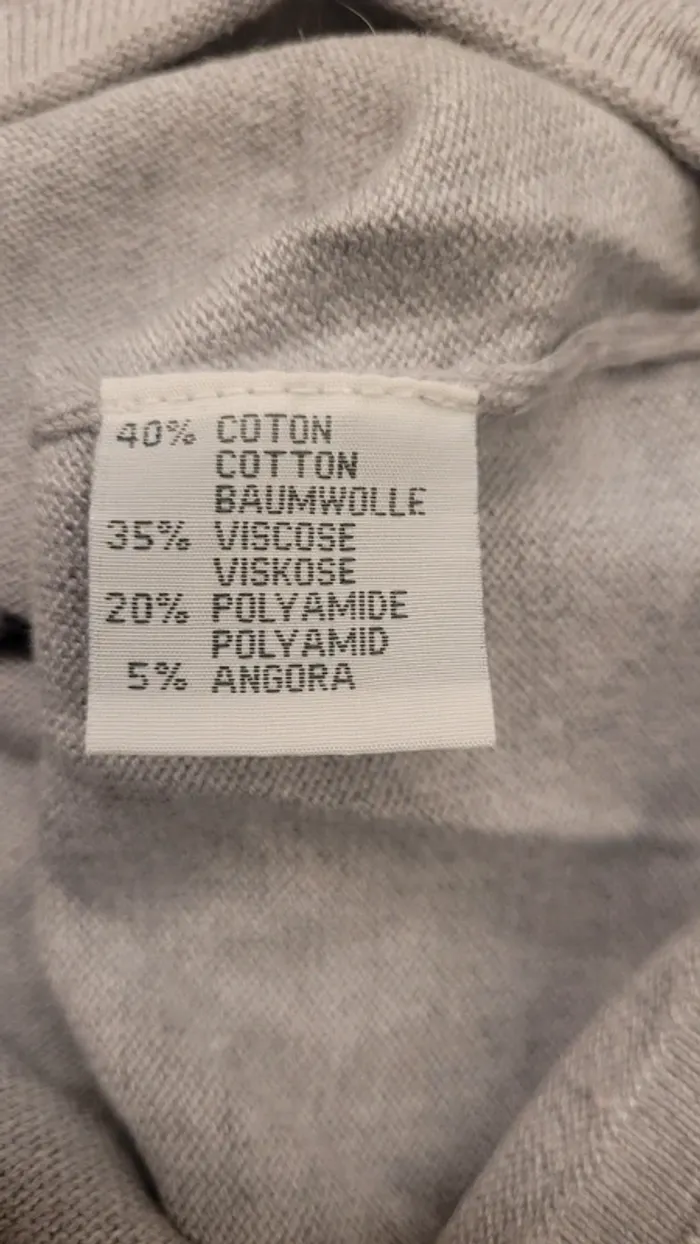 40% COTON
COTTON
BAUMWOLLE
35% VISCOSE
VISKOSE
20% POLYAMIDE
POLYAMID
5% ANGORA